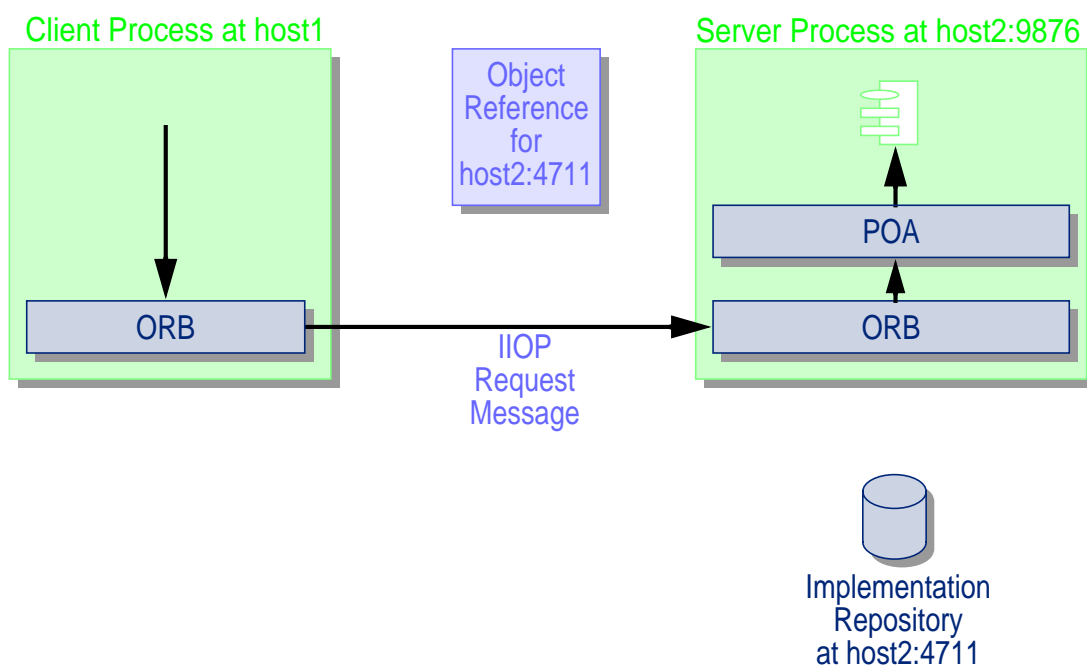 Client Process at host1
Server Process at host2:9876
Object
Reference
for
host2:4711
POA
ORB
ORB
IIOP
Request
Message
Implementation
Repository
at host2:4711